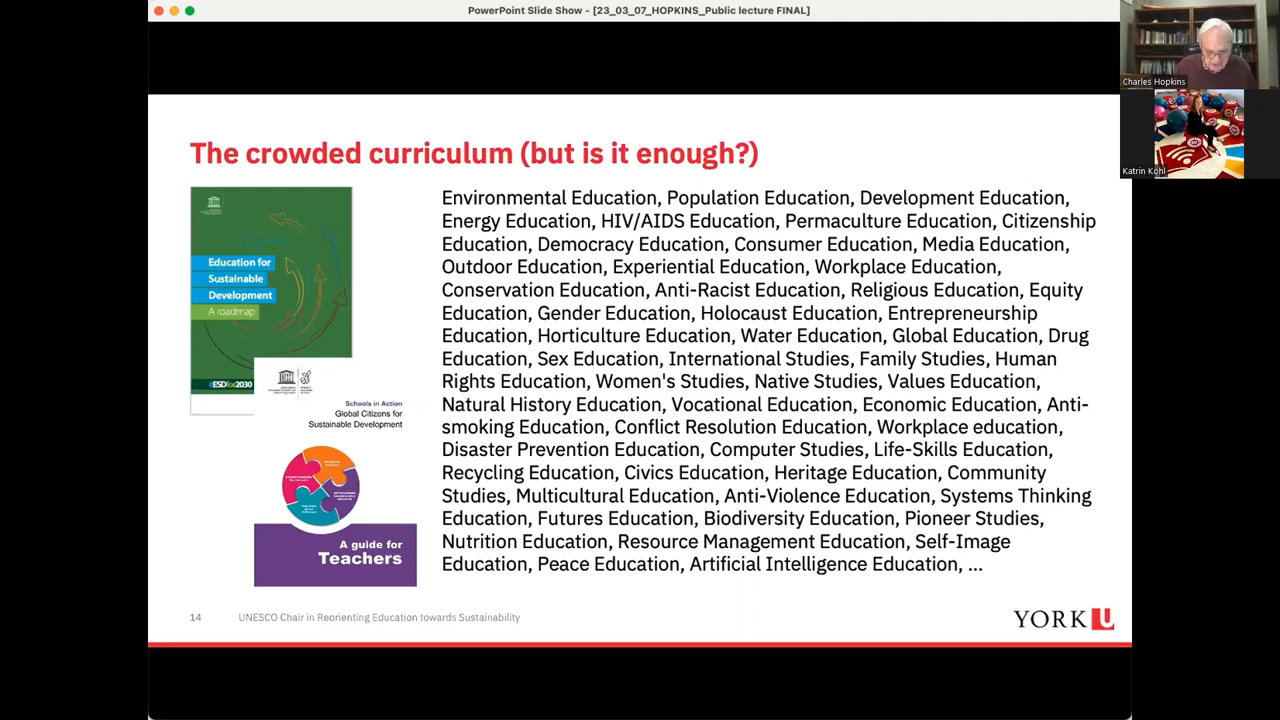 PowerPoint Slide Show - [23_03_07_HOPKINS_Public lecture FINAL]
Charles Hopkins
Katrin Kohl
The crowded curriculum (but is it enough?)
Education for
Sustainable
Development
A roadmap
#ESDfor2030
Schools in Action
Global Citizens for
Sustainable Development
A guide for
Teachers
Environmental Education, Population Education, Development Education,
Energy Education, HIV/AIDS Education, Permaculture Education, Citizenship
Education, Democracy Education, Consumer Education, Media Education,
Outdoor Education, Experiential Education, Workplace Education,
Conservation Education, Anti-Racist Education, Religious Education, Equity
Education, Gender Education, Holocaust Education, Entrepreneurship
Education, Horticulture Education, Water Education, Global Education, Drug
Education, Sex Education, International Studies, Family Studies, Human
Rights Education, Women's Studies, Native Studies, Values Education,
Natural History Education, Vocational Education, Economic Education, Anti-
smoking Education, Conflict Resolution Education, Workplace education,
Disaster Prevention Education, Computer Studies, Life-Skills Education,
Recycling Education, Civics Education, Heritage Education, Community
Studies, Multicultural Education, Anti-Violence Education, Systems Thinking
Education, Futures Education, Biodiversity Education, Pioneer Studies,
Nutrition Education, Resource Management Education, Self-Image
Education, Peace Education, Artificial Intelligence Education, ...
14
UNESCO Chair in Reorienting Education towards Sustainability
YORK U